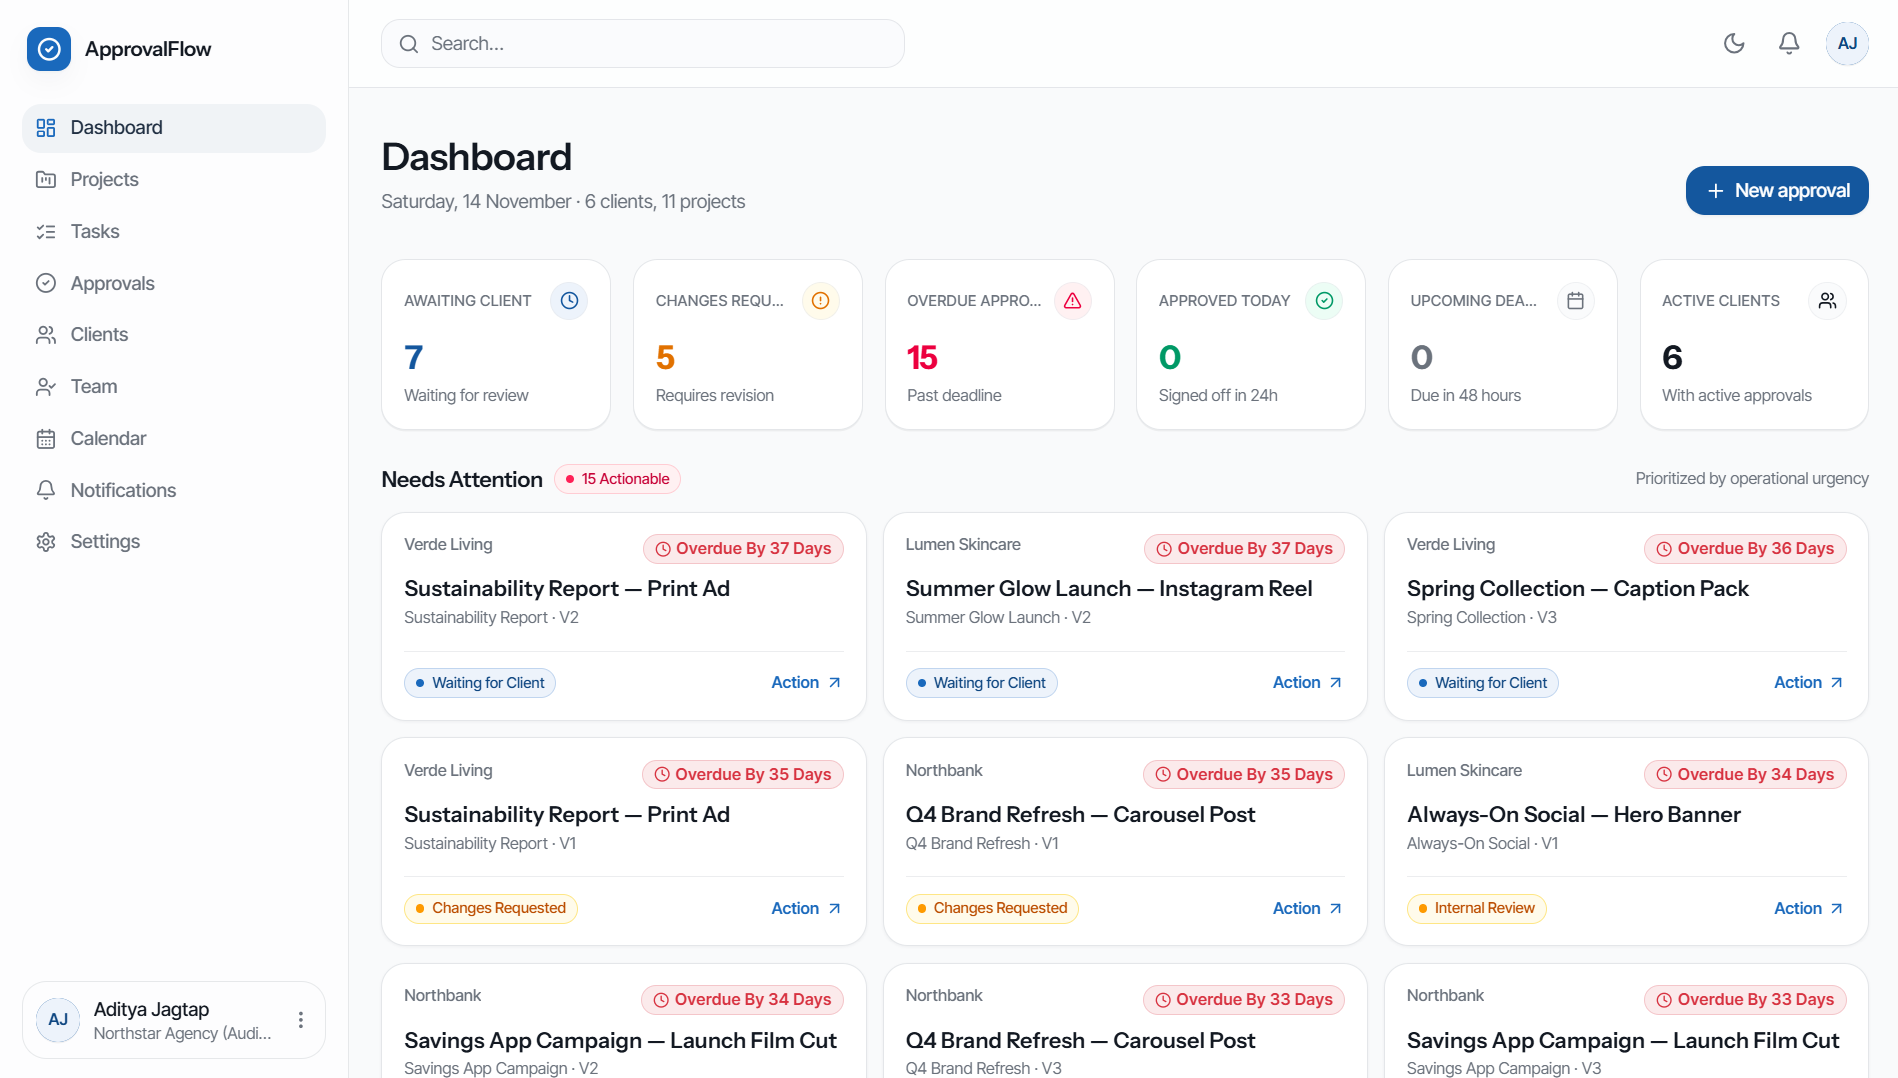 ApprovalFlow
Search...
AJ
Dashboard
Projects
Tasks
Approvals
Clients
Team
Calendar
Notifications
Settings
AJ
Aditya Jagtap
Northstar Agency (Audi...
Dashboard
Saturday, 14 November · 6 clients, 11 projects
New approval
AWAITING CLIENT
7
Waiting for review
CHANGES REQU...
5
Requires revision
OVERDUE APPRO...
15
Past deadline
APPROVED TODAY
0
Signed off in 24h
UPCOMING DEA...
0
Due in 48 hours
ACTIVE CLIENTS
6
With active approvals
Needs Attention
15 Actionable
Prioritized by operational urgency
Verde Living
Overdue By 37 Days
Sustainability Report — Print Ad
Sustainability Report · V2
Waiting for Client
Action
Lumen Skincare
Overdue By 37 Days
Summer Glow Launch — Instagram Reel
Summer Glow Launch · V2
Waiting for Client
Action
Verde Living
Overdue By 36 Days
Spring Collection — Caption Pack
Spring Collection · V3
Waiting for Client
Action
Verde Living
Overdue By 35 Days
Sustainability Report — Print Ad
Sustainability Report · V1
Changes Requested
Action
Northbank
Overdue By 35 Days
Q4 Brand Refresh — Carousel Post
Q4 Brand Refresh · V1
Changes Requested
Action
Lumen Skincare
Overdue By 34 Days
Always-On Social — Hero Banner
Always-On Social · V1
Internal Review
Action
Northbank
Overdue By 34 Days
Savings App Campaign — Launch Film Cut
Savings App Campaign · V2
Northbank
Overdue By 33 Days
Q4 Brand Refresh — Carousel Post
Q4 Brand Refresh · V3
Northbank
Overdue By 33 Days
Savings App Campaign — Launch Film Cut
Savings App Campaign · V3